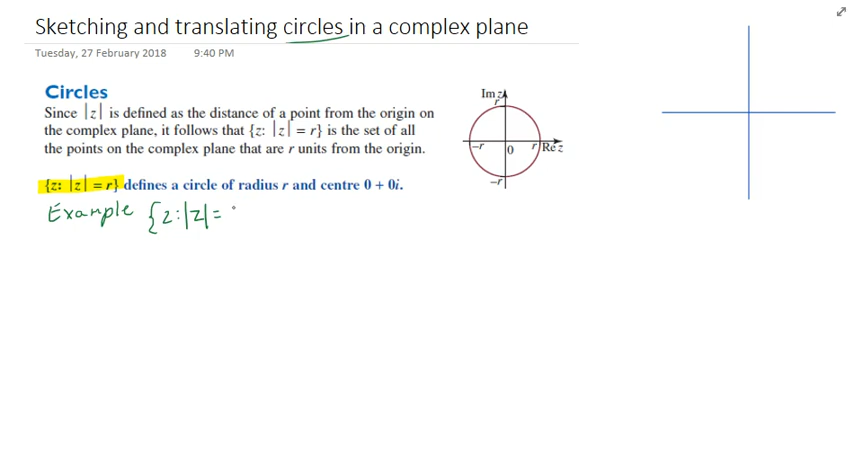 Sketching and translating circles in a complex plane
Tuesday, 27 February 2018 9:40 PM
Circles
Since |z| is defined as the distance of a point from the origin on
the complex plane, it follows that {z: |z| = r} is the set of all
the points on the complex plane that are r units from the origin.
Im z
r
−r
0
r
Re z
−r
{z: |z| = r} defines a circle of radius r and centre 0 + 0i.
Example {z:|z|=